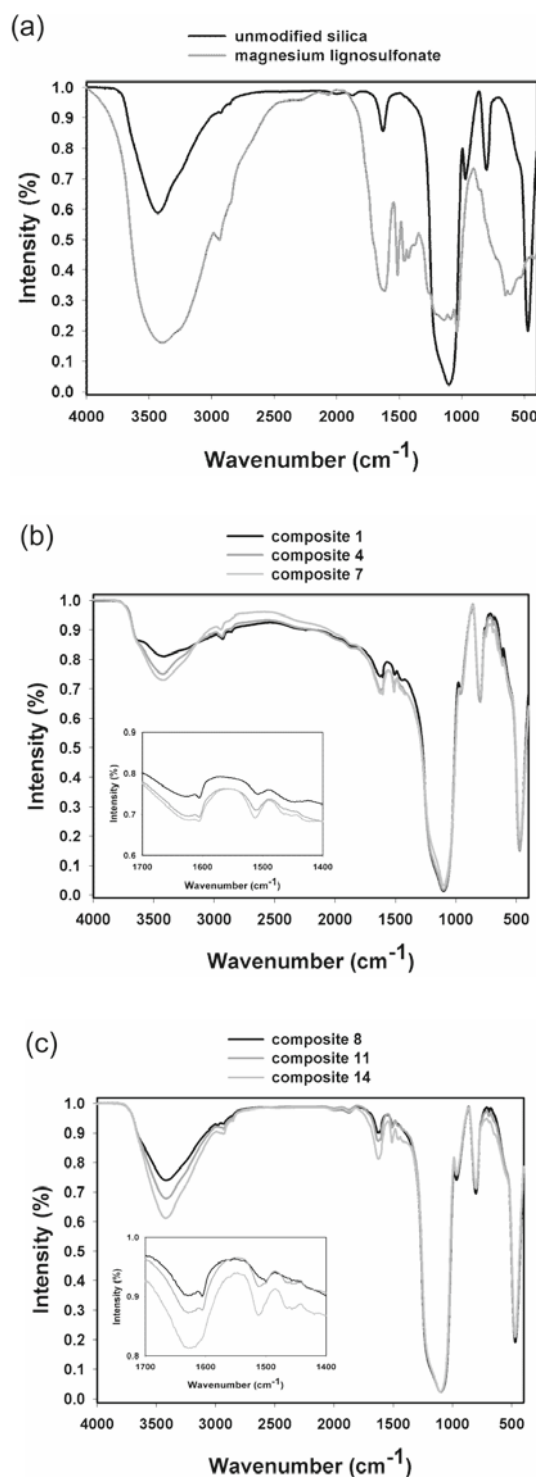 (a)
unmodified silica
magnesium lignosulfonate
1.0
0.9
0.8
0.7
0.6
0.5
0.4
0.3
0.2
0.1
0.0
Intensity (%)
4000 3500 3000 2500 2000 1500 1000 500
Wavenumber (cm-1)
(b)
composite 1
composite 4
composite 7
1.0
0.9
0.8
0.7
0.6
0.5
0.4
0.3
0.2
0.1
0.0
Intensity (%)
0.9
0.8
0.7
0.6
Intensity (%)
1700 1600 1500 1400
Wavenumber (cm-1)
4000 3500 3000 2500 2000 1500 1000 500
Wavenumber (cm-1)
(c)
composite 8
composite 11
composite 14
1.0
0.9
0.8
0.7
0.6
0.5
0.4
0.3
0.2
0.1
0.0
Intensity (%)
1.0
0.9
0.8
Intensity (%)
1700 1600 1500 1400
Wavenumber (cm-1)
4000 3500 3000 2500 2000 1500 1000 500
Wavenumber (cm-1)